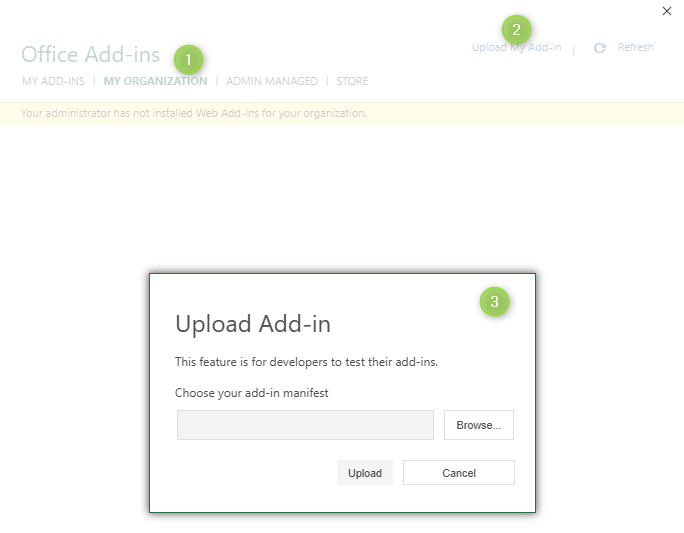 2
Office Add-ins
1
Upload My Add-in | Refresh
MY ADD-INS | MY ORGANIZATION | ADMIN MANAGED | STORE
Your administrator has not installed Web Add-ins for your organization.
3
Upload Add-in
This feature is for developers to test their add-ins.
Choose your add-in manifest
Browse...
Upload Cancel